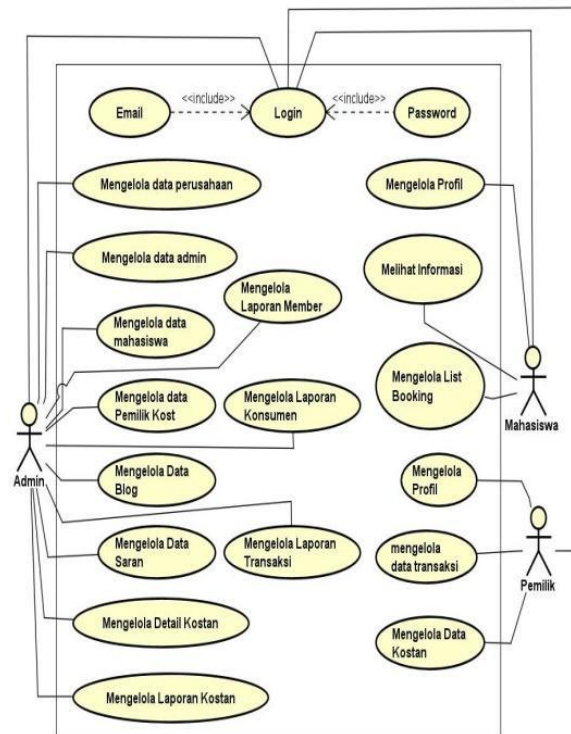 <<include>>
<<include>>
Email
Login
Password
Mengelola data perusahaan
Mengelola Profil
Mengelola data admin
Melihat Informasi
Mengelola
Laporan Member
Mengelola data
mahasiswa
Mengelola List
Booking
Mahasiswa
Mengelola data
Pemilik Kost
Mengelola Laporan
Konsumen
Admin
Mengelola Data
Blog
Mengelola
Profil
Mengelola Data
Saran
Mengelola Laporan
Transaksi
mengelola
data transaksi
Pemilik
Mengelola Detail Kostan
Mengelola Data
Kostan
Mengelola Laporan Kostan